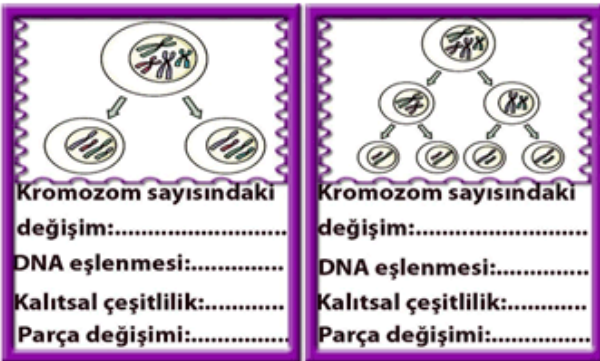 Kromozom sayısındaki
değişim:..........................
DNA eşlenmesi:..............
Kalıtsal çeşitlilik:............
Parça değişimi:...............
Kromozom sayısındaki
değişim:..........................
DNA eşlenmesi:..............
Kalıtsal çeşitlilik:............
Parça değişimi:...............